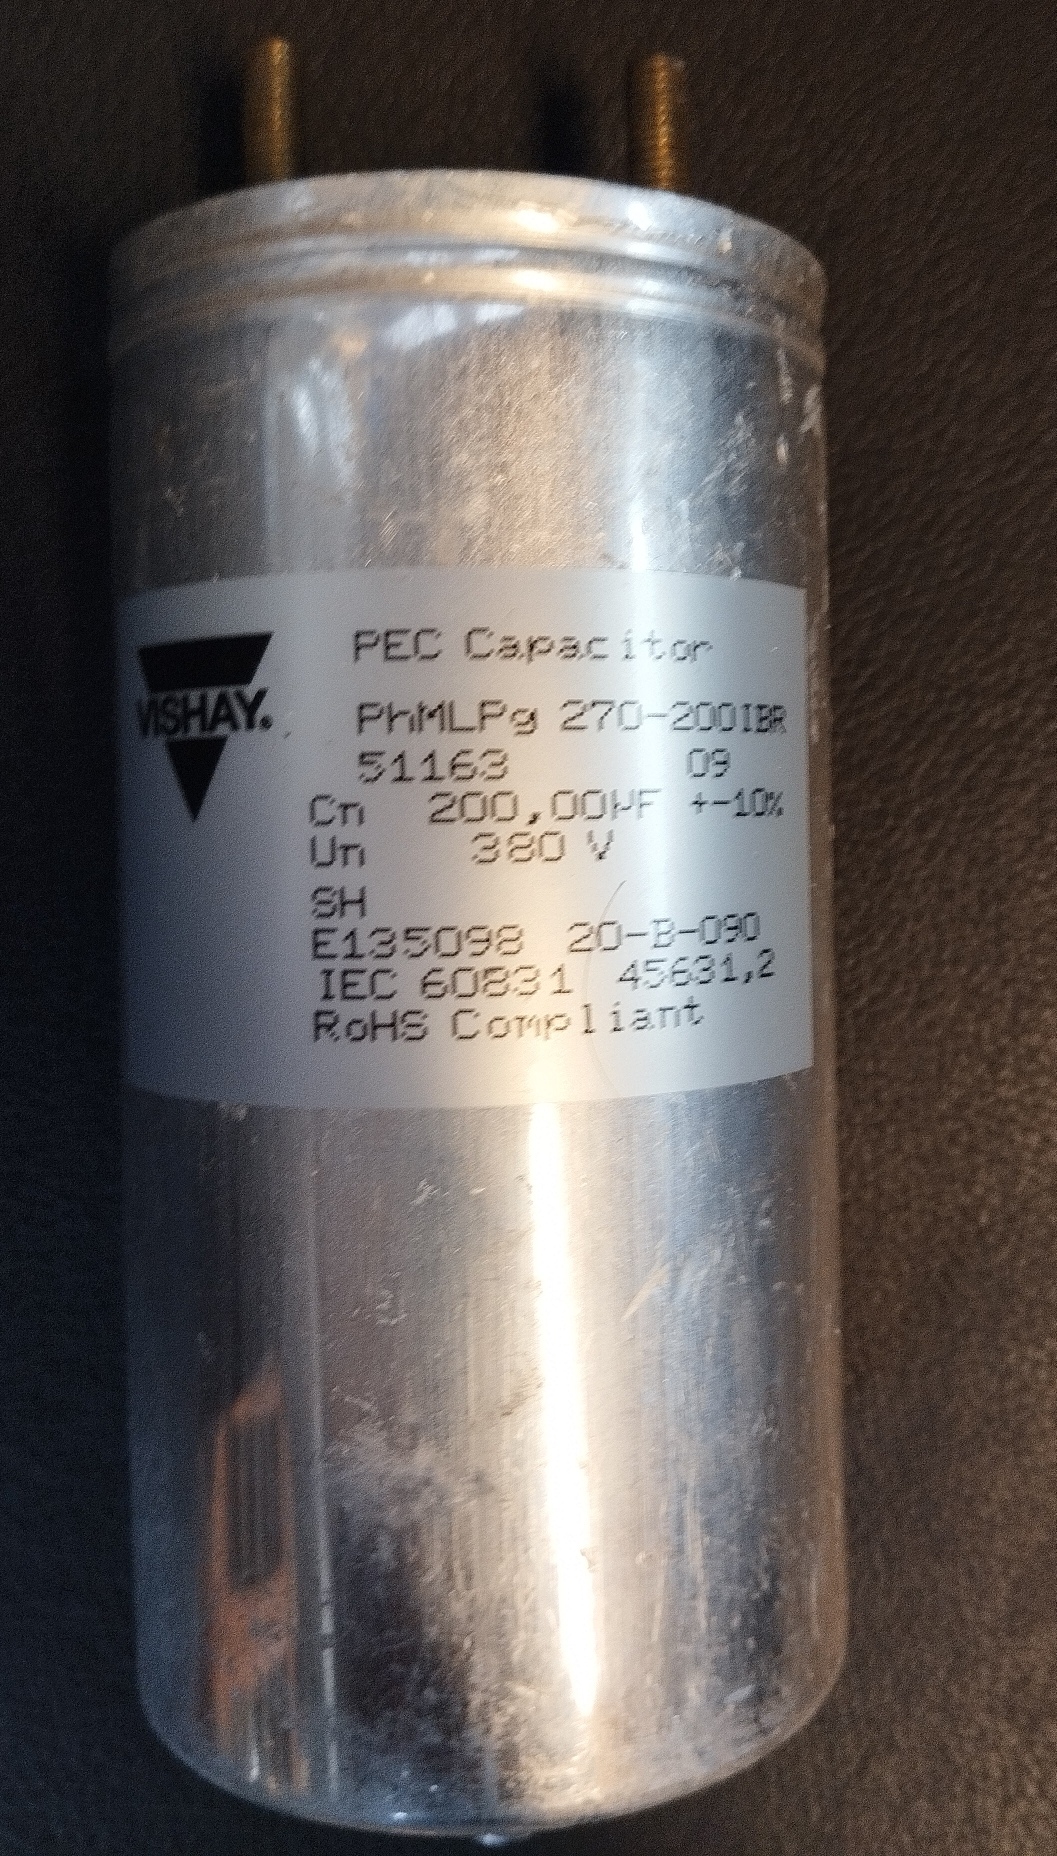 VISHAY®
PEC Capacitor
PhMLPg 270-200IBR
51163 09
Cn 200,00µF +-10%
Un 380 V
SH
E135098 20-B-090
IEC 60831 45631,2
RoHS Compliant